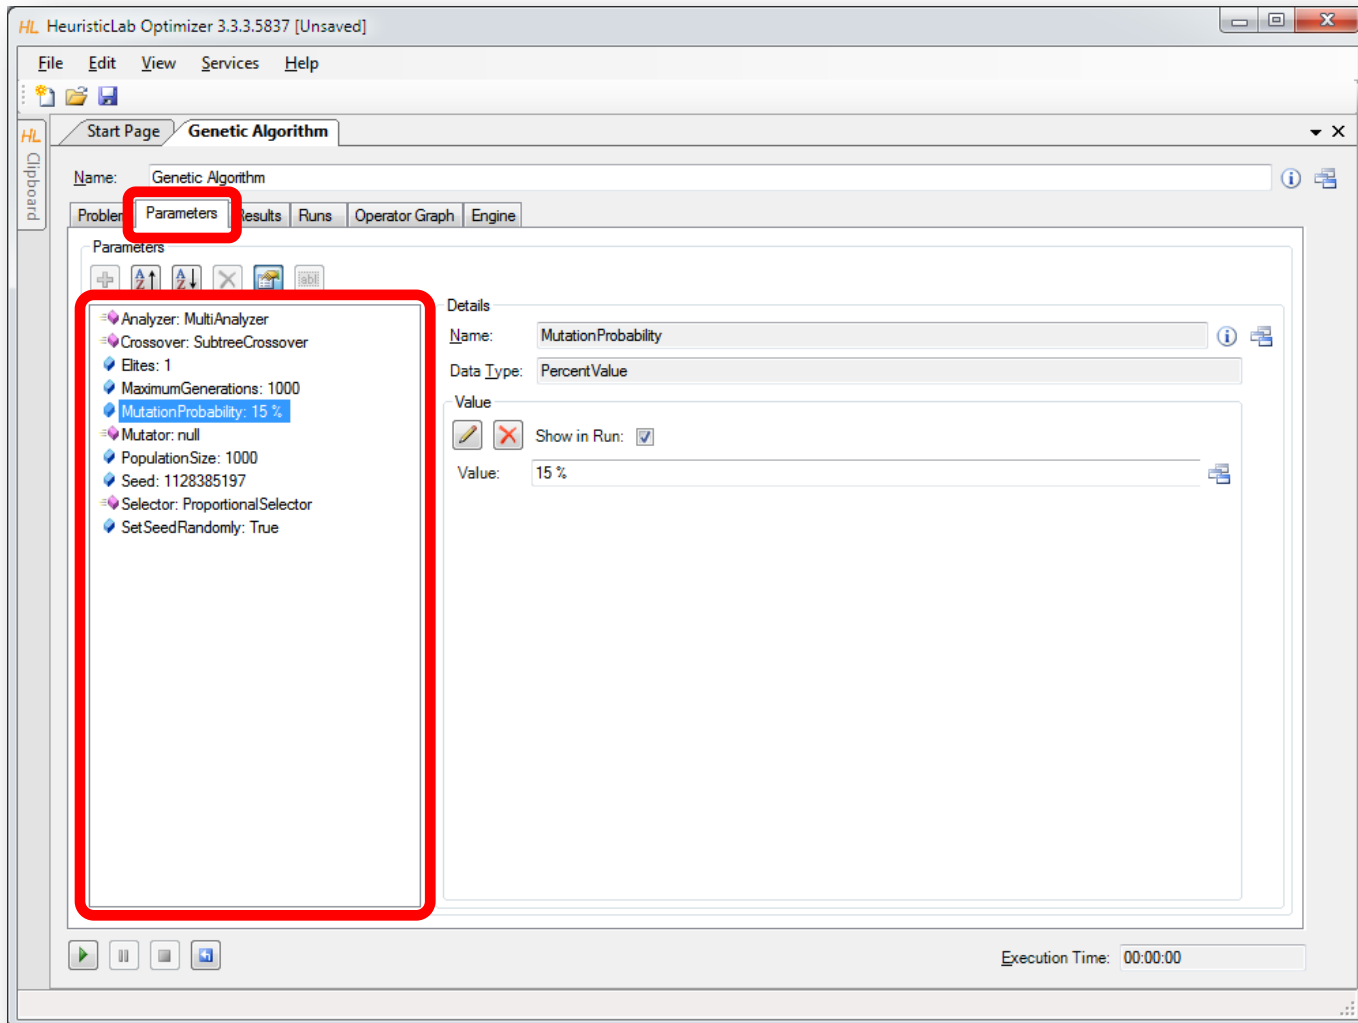 HL HeuristicLab Optimizer 3.3.3.5837 [Unsaved]
File Edit View Services Help
HL Clipboard
Start Page Genetic Algorithm
Name: Genetic Algorithm
Problem Parameters Results Runs Operator Graph Engine
Parameters
Analyzer: MultiAnalyzer
Crossover: SubtreeCrossover
Elites: 1
MaximumGenerations: 1000
MutationProbability: 15 %
Mutator: null
PopulationSize: 1000
Seed: 1128385197
Selector: ProportionalSelector
SetSeedRandomly: True
Details
Name: MutationProbability
Data Type: PercentValue
Value
Show in Run:
Value: 15 %
Execution Time: 00:00:00